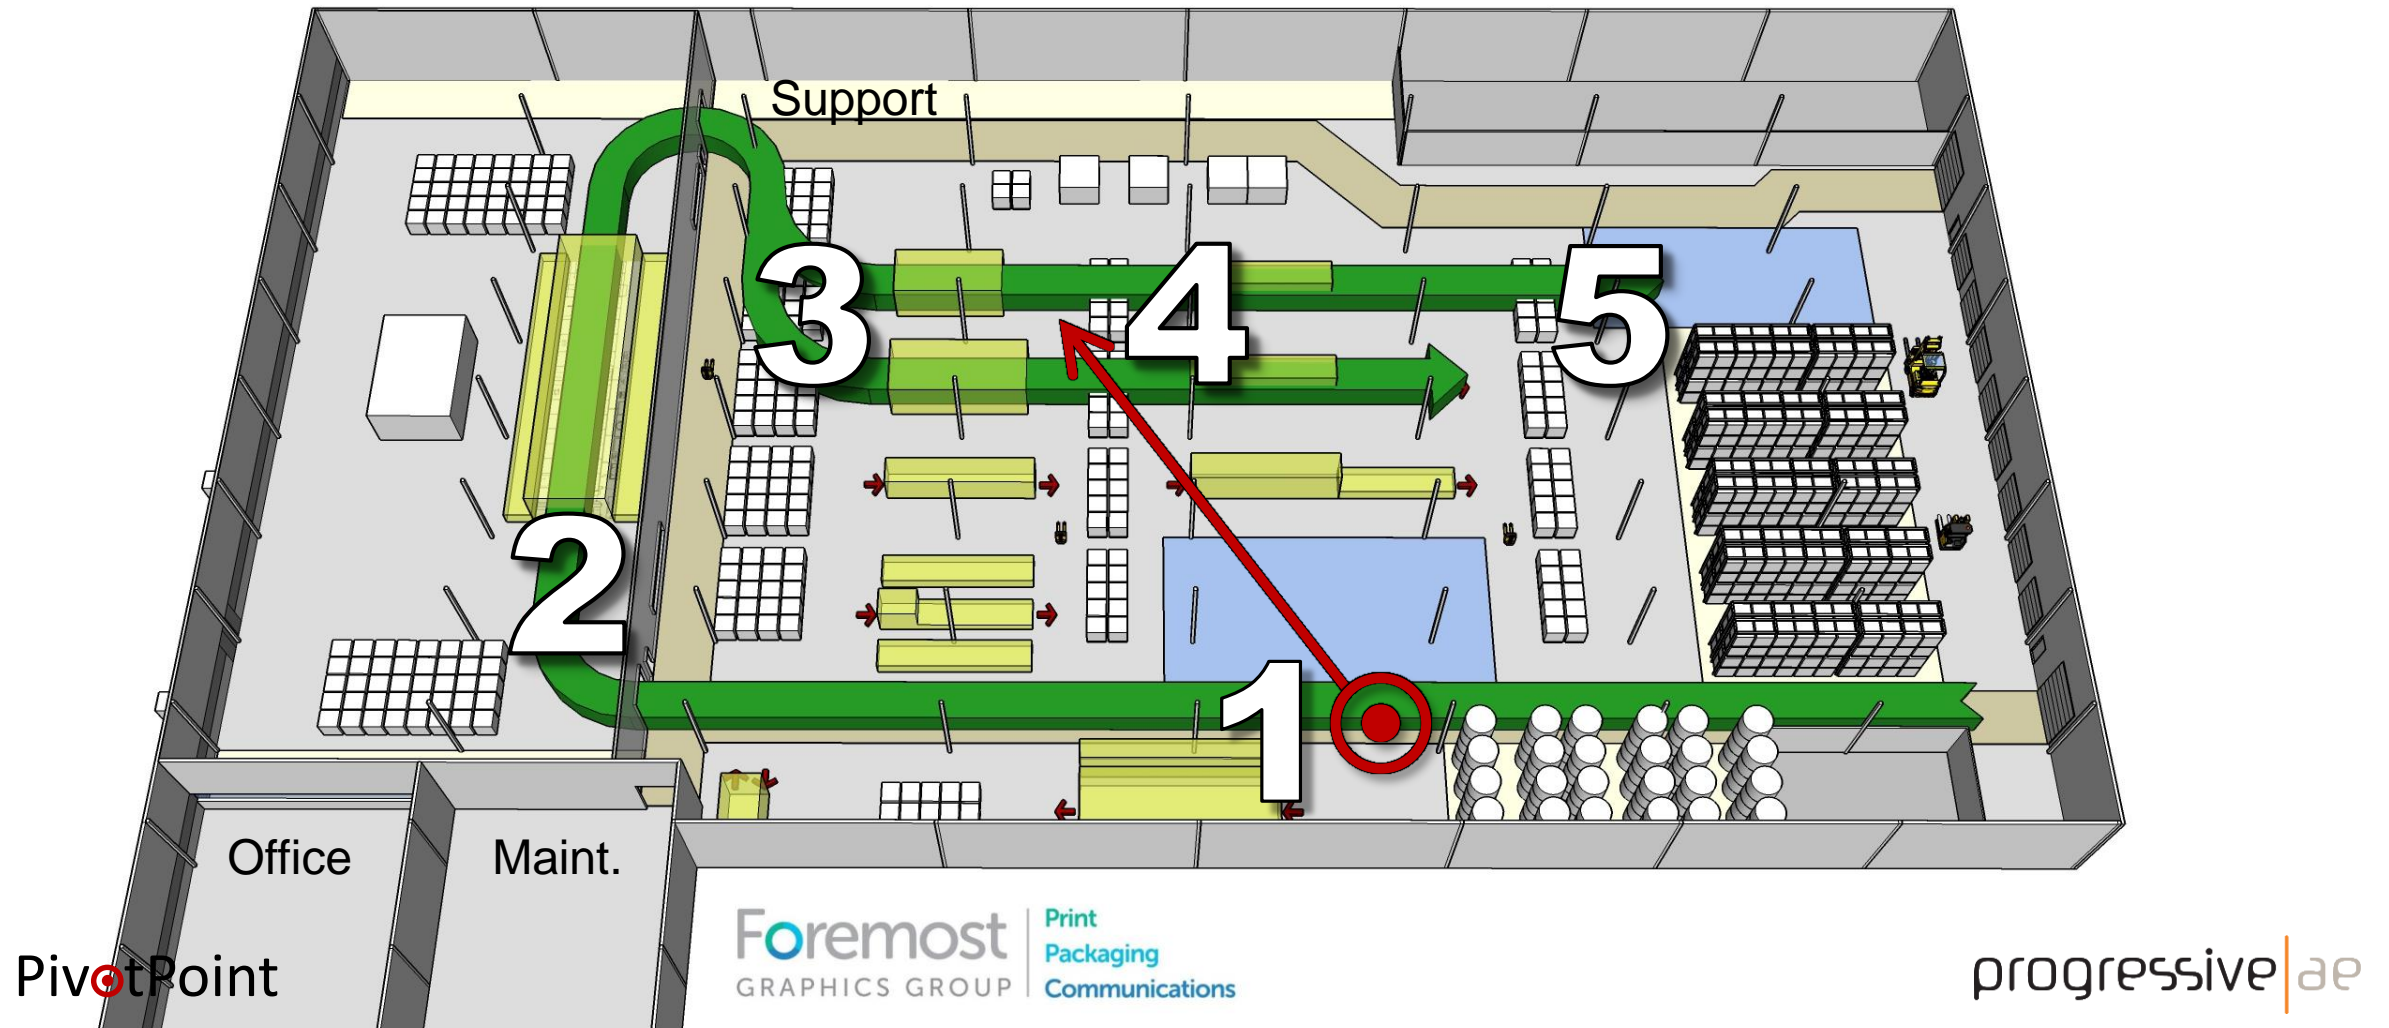 Support
3
4
5
2
1
Office
Maint.
Foremost
GRAPHICS GROUP
Print
Packaging
Communications
PivotPoint
progressive ae